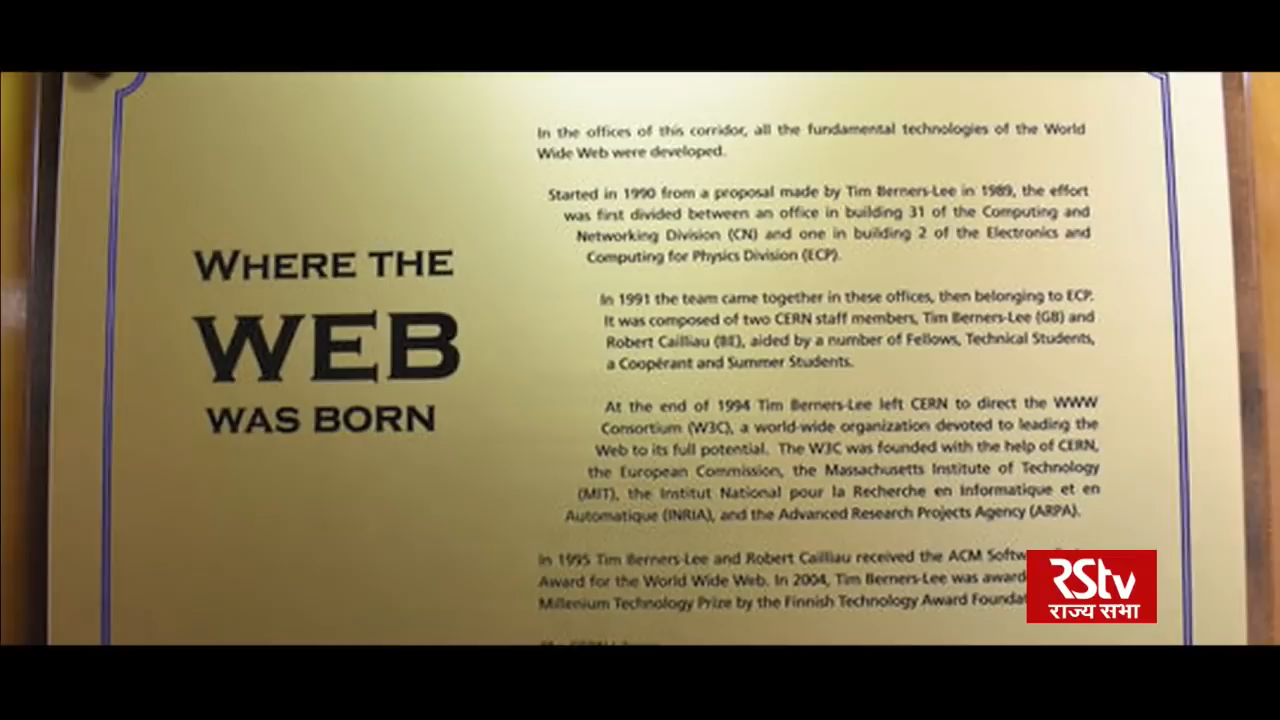 WHERE THE
WEB
WAS BORN
In the offices of this corridor, all the fundamental technologies of the World
Wide Web were developed.
Started in 1990 from a proposal made by Tim Berners-Lee in 1989, the effort
was first divided between an office in building 31 of the Computing and
Networking Division (CN) and one in building 2 of the Electronics and
Computing for Physics Division (ECP).
In 1991 the team came together in these offices, then belonging to ECP.
It was composed of two CERN staff members, Tim Berners-Lee (GB) and
Robert Cailliau (BE), aided by a number of Fellows, Technical Students,
a Coopérant and Summer Students.
At the end of 1994 Tim Berners-Lee left CERN to direct the WWW
Consortium (W3C), a world-wide organization devoted to leading the
Web to its full potential. The W3C was founded with the help of CERN,
the European Commission, the Massachusetts Institute of Technology
(MIT), the Institut National pour la Recherche en Informatique et en
Automatique (INRIA), and the Advanced Research Projects Agency (ARPA).
In 1995 Tim Berners-Lee and Robert Cailliau received the ACM
Award for the World Wide Web. In 2004, Tim Berners-Lee was
Millenium Technology Prize by the Finnish Technology Award
RSTV
राज्य सभा